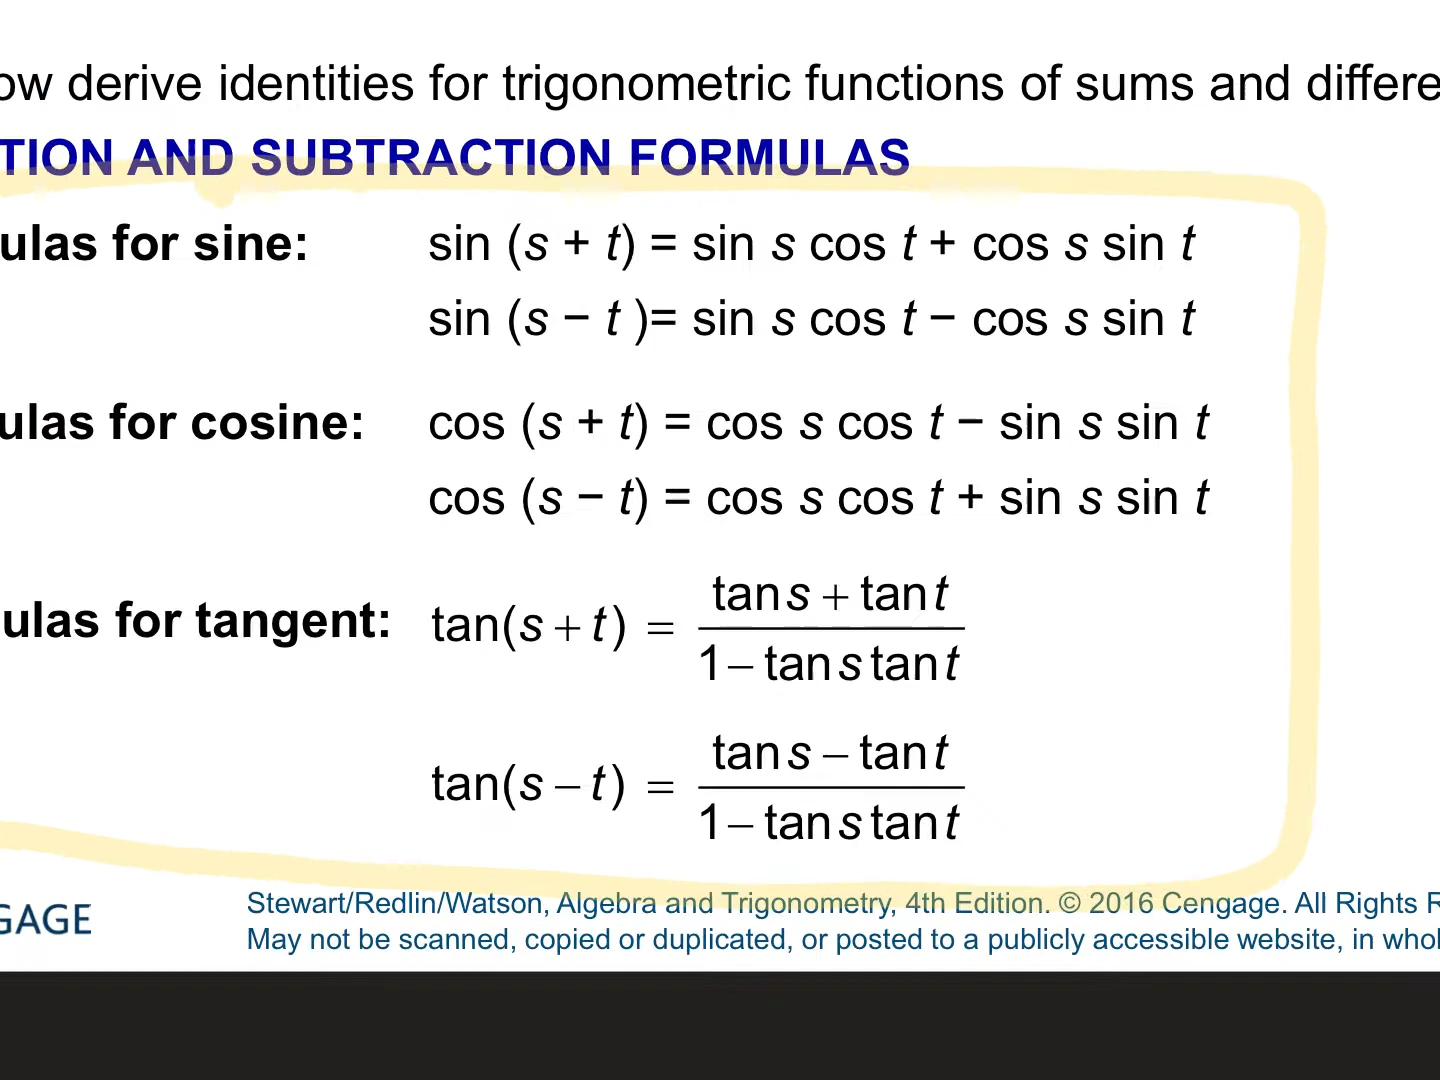 ow derive identities for trigonometric functions of sums and differe
TION AND SUBTRACTION FORMULAS
ulas for sine: sin (s + t) = sin s cos t + cos s sin t
sin (s − t )= sin s cos t − cos s sin t
ulas for cosine: cos (s + t) = cos s cos t − sin s sin t
cos (s − t) = cos s cos t + sin s sin t
ulas for tangent: tan(s + t) = (tan s + tan t) / (1 − tan s tan t)
tan(s − t) = (tan s − tan t) / (1 − tan s tan t)
GAGE
Stewart/Redlin/Watson, Algebra and Trigonometry, 4th Edition. © 2016 Cengage. All Rights R
May not be scanned, copied or duplicated, or posted to a publicly accessible website, in whol